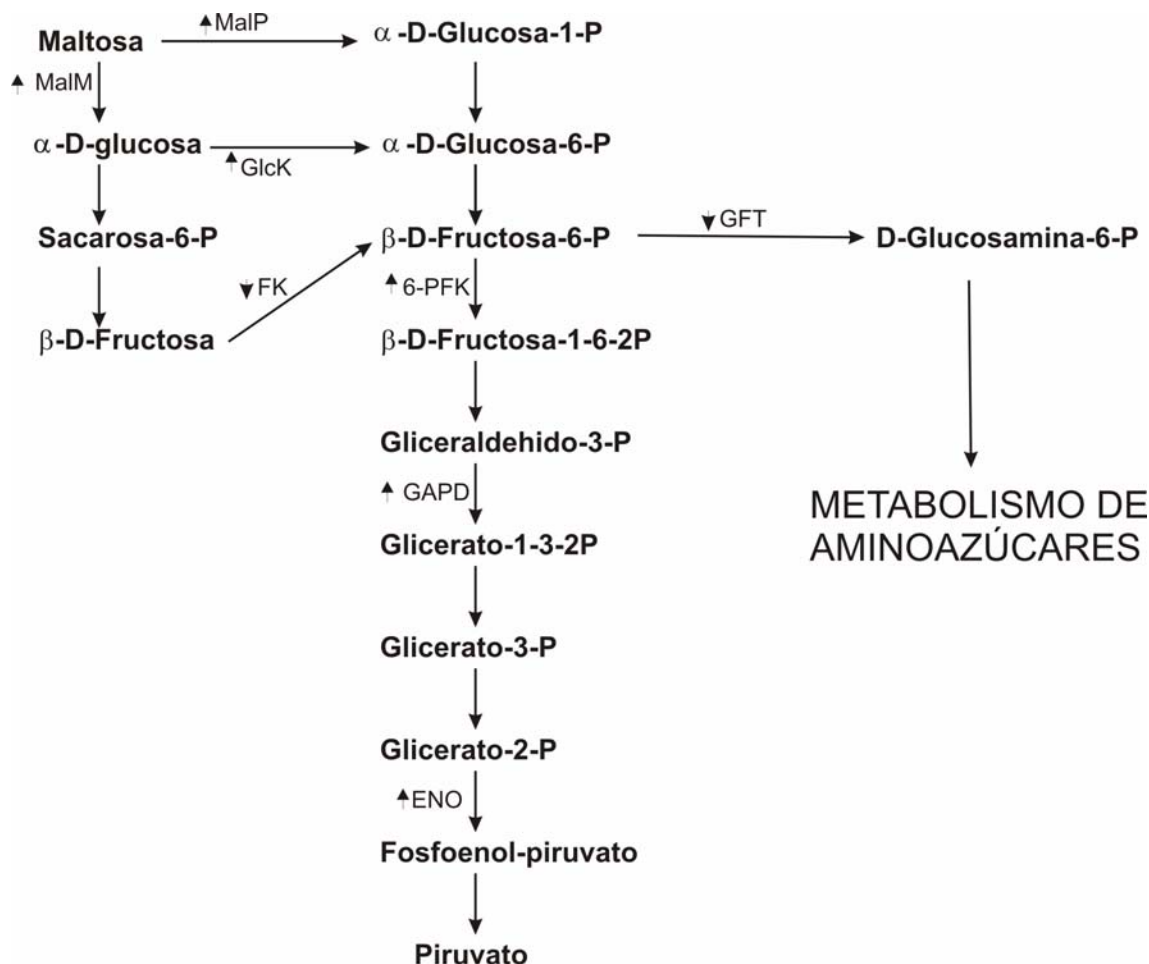 Maltosa
MalP
α -D-Glucosa-1-P
MalM
α-D-glucosa
GlcK
α -D-Glucosa-6-P
Sacarosa-6-P
β-D-Fructosa-6-P
GFT
D-Glucosamina-6-P
FK
6-PFK
β-D-Fructosa
β-D-Fructosa-1-6-2P
Gliceraldehido-3-P
GAPD
METABOLISMO DE
AMINOAZÚCARES
Glicerato-1-3-2P
Glicerato-3-P
Glicerato-2-P
ENO
Fosfoenol-piruvato
Piruvato